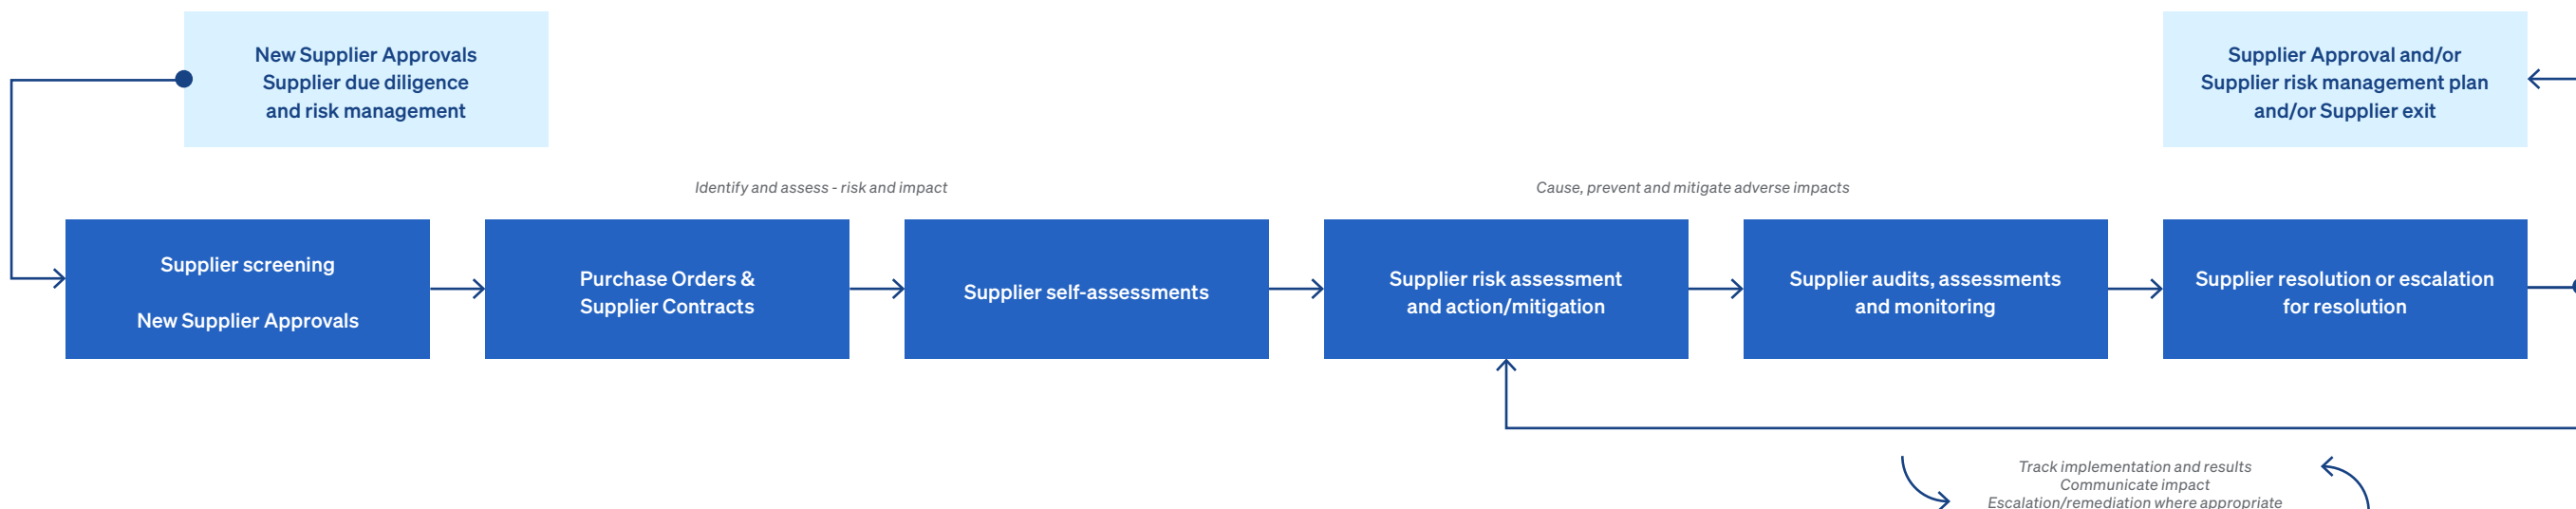 New Supplier Approvals
Supplier due diligence
and risk management
Supplier Approval and/or
Supplier risk management plan
and/or Supplier exit
Identify and assess - risk and impact
Cause, prevent and mitigate adverse impacts
Supplier screening
New Supplier Approvals
Purchase Orders &
Supplier Contracts
Supplier self-assessments
Supplier risk assessment
and action/mitigation
Supplier audits, assessments
and monitoring
Supplier resolution or escalation
for resolution
Track implementation and results
Communicate impact
Escalation/remediation where appropriate